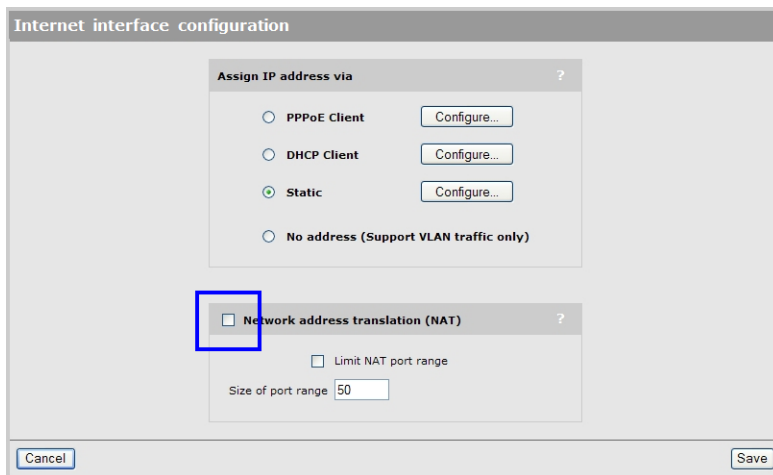 Internet interface configuration
Assign IP address via ?
PPPoE Client Configure...
DHCP Client Configure...
Static Configure...
No address (Support VLAN traffic only)
Network address translation (NAT) ?
Limit NAT port range
Size of port range 50
Cancel Save